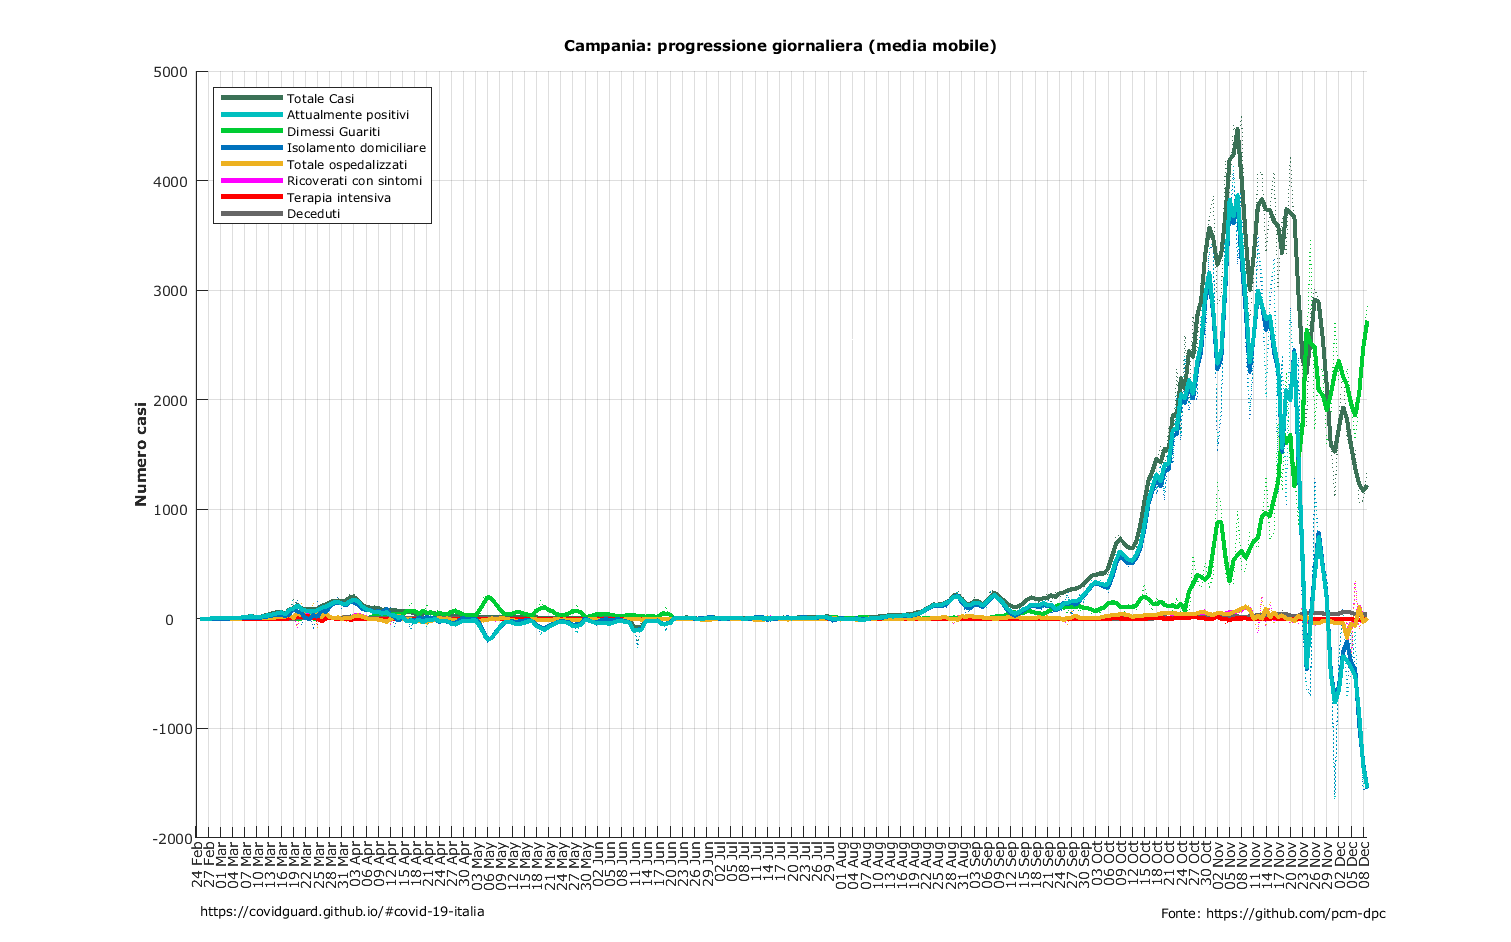 Campania: progressione giornaliera (media mobile)
Numero casi
5000
4000
3000
2000
1000
0
-1000
-2000
Totale Casi
Attualmente positivi
Dimessi Guariti
Isolamento domiciliare
Totale ospedalizzati
Ricoverati con sintomi
Terapia intensiva
Deceduti
24 Feb
27 Feb
01 Mar
04 Mar
07 Mar
10 Mar
13 Mar
16 Mar
19 Mar
22 Mar
25 Mar
28 Mar
31 Mar
03 Apr
06 Apr
09 Apr
12 Apr
15 Apr
18 Apr
21 Apr
24 Apr
27 Apr
30 Apr
03 May
06 May
09 May
12 May
15 May
18 May
21 May
24 May
27 May
30 May
02 Jun
05 Jun
08 Jun
11 Jun
14 Jun
17 Jun
20 Jun
23 Jun
26 Jun
29 Jun
02 Jul
05 Jul
08 Jul
11 Jul
14 Jul
17 Jul
20 Jul
23 Jul
26 Jul
29 Jul
01 Aug
04 Aug
07 Aug
10 Aug
13 Aug
16 Aug
19 Aug
22 Aug
25 Aug
28 Aug
31 Aug
03 Sep
06 Sep
09 Sep
12 Sep
15 Sep
18 Sep
21 Sep
24 Sep
27 Sep
30 Sep
03 Oct
06 Oct
09 Oct
12 Oct
15 Oct
18 Oct
21 Oct
24 Oct
27 Oct
30 Oct
02 Nov
05 Nov
08 Nov
11 Nov
14 Nov
17 Nov
20 Nov
23 Nov
26 Nov
29 Nov
02 Dec
05 Dec
08 Dec
https://covidguard.github.io/#covid-19-italia
Fonte: https://github.com/pcm-dpc